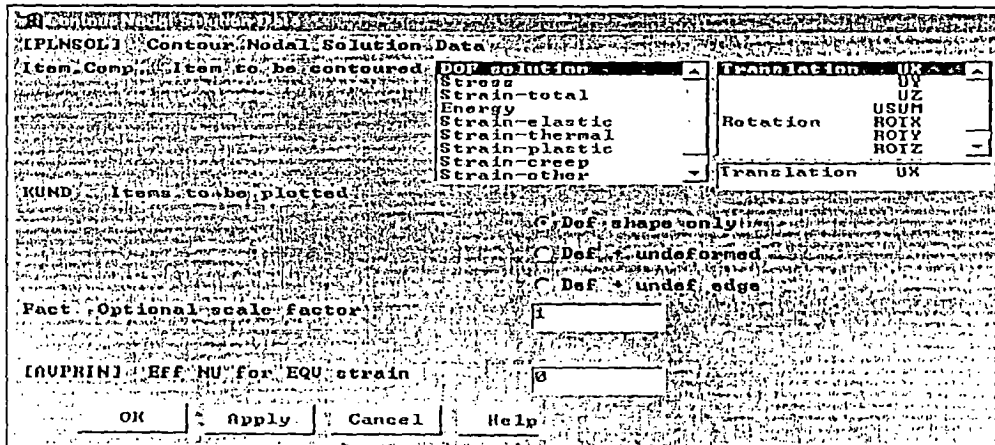 Contour Nodal Solution Data
[PLNSOL] Contour Nodal Solution Data
Item,Comp Item to be contoured
DOF solution
Stress
Strain-total
Energy
Strain-elastic
Strain-thermal
Strain-plastic
Strain-creep
Strain-other
Translation UX
UY
UZ
USUM
Rotation ROTX
ROTY
ROTZ
Translation UX
KUND Items to be plotted
Def shape only
Def + undeformed
Def + undef edge
Fact Optional scale factor
1
[AVPRIN] Eff NU for EQV strain
0
OK Apply Cancel Help